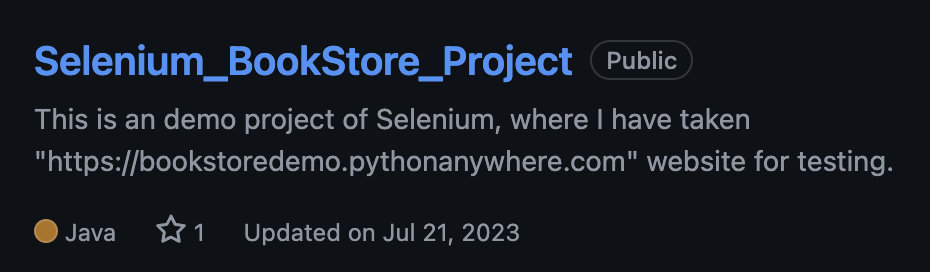 Selenium_BookStore_Project Public
This is an demo project of Selenium, where I have taken
"https://bookstoredemo.pythonanywhere.com" website for testing.
Java 1 Updated on Jul 21, 2023